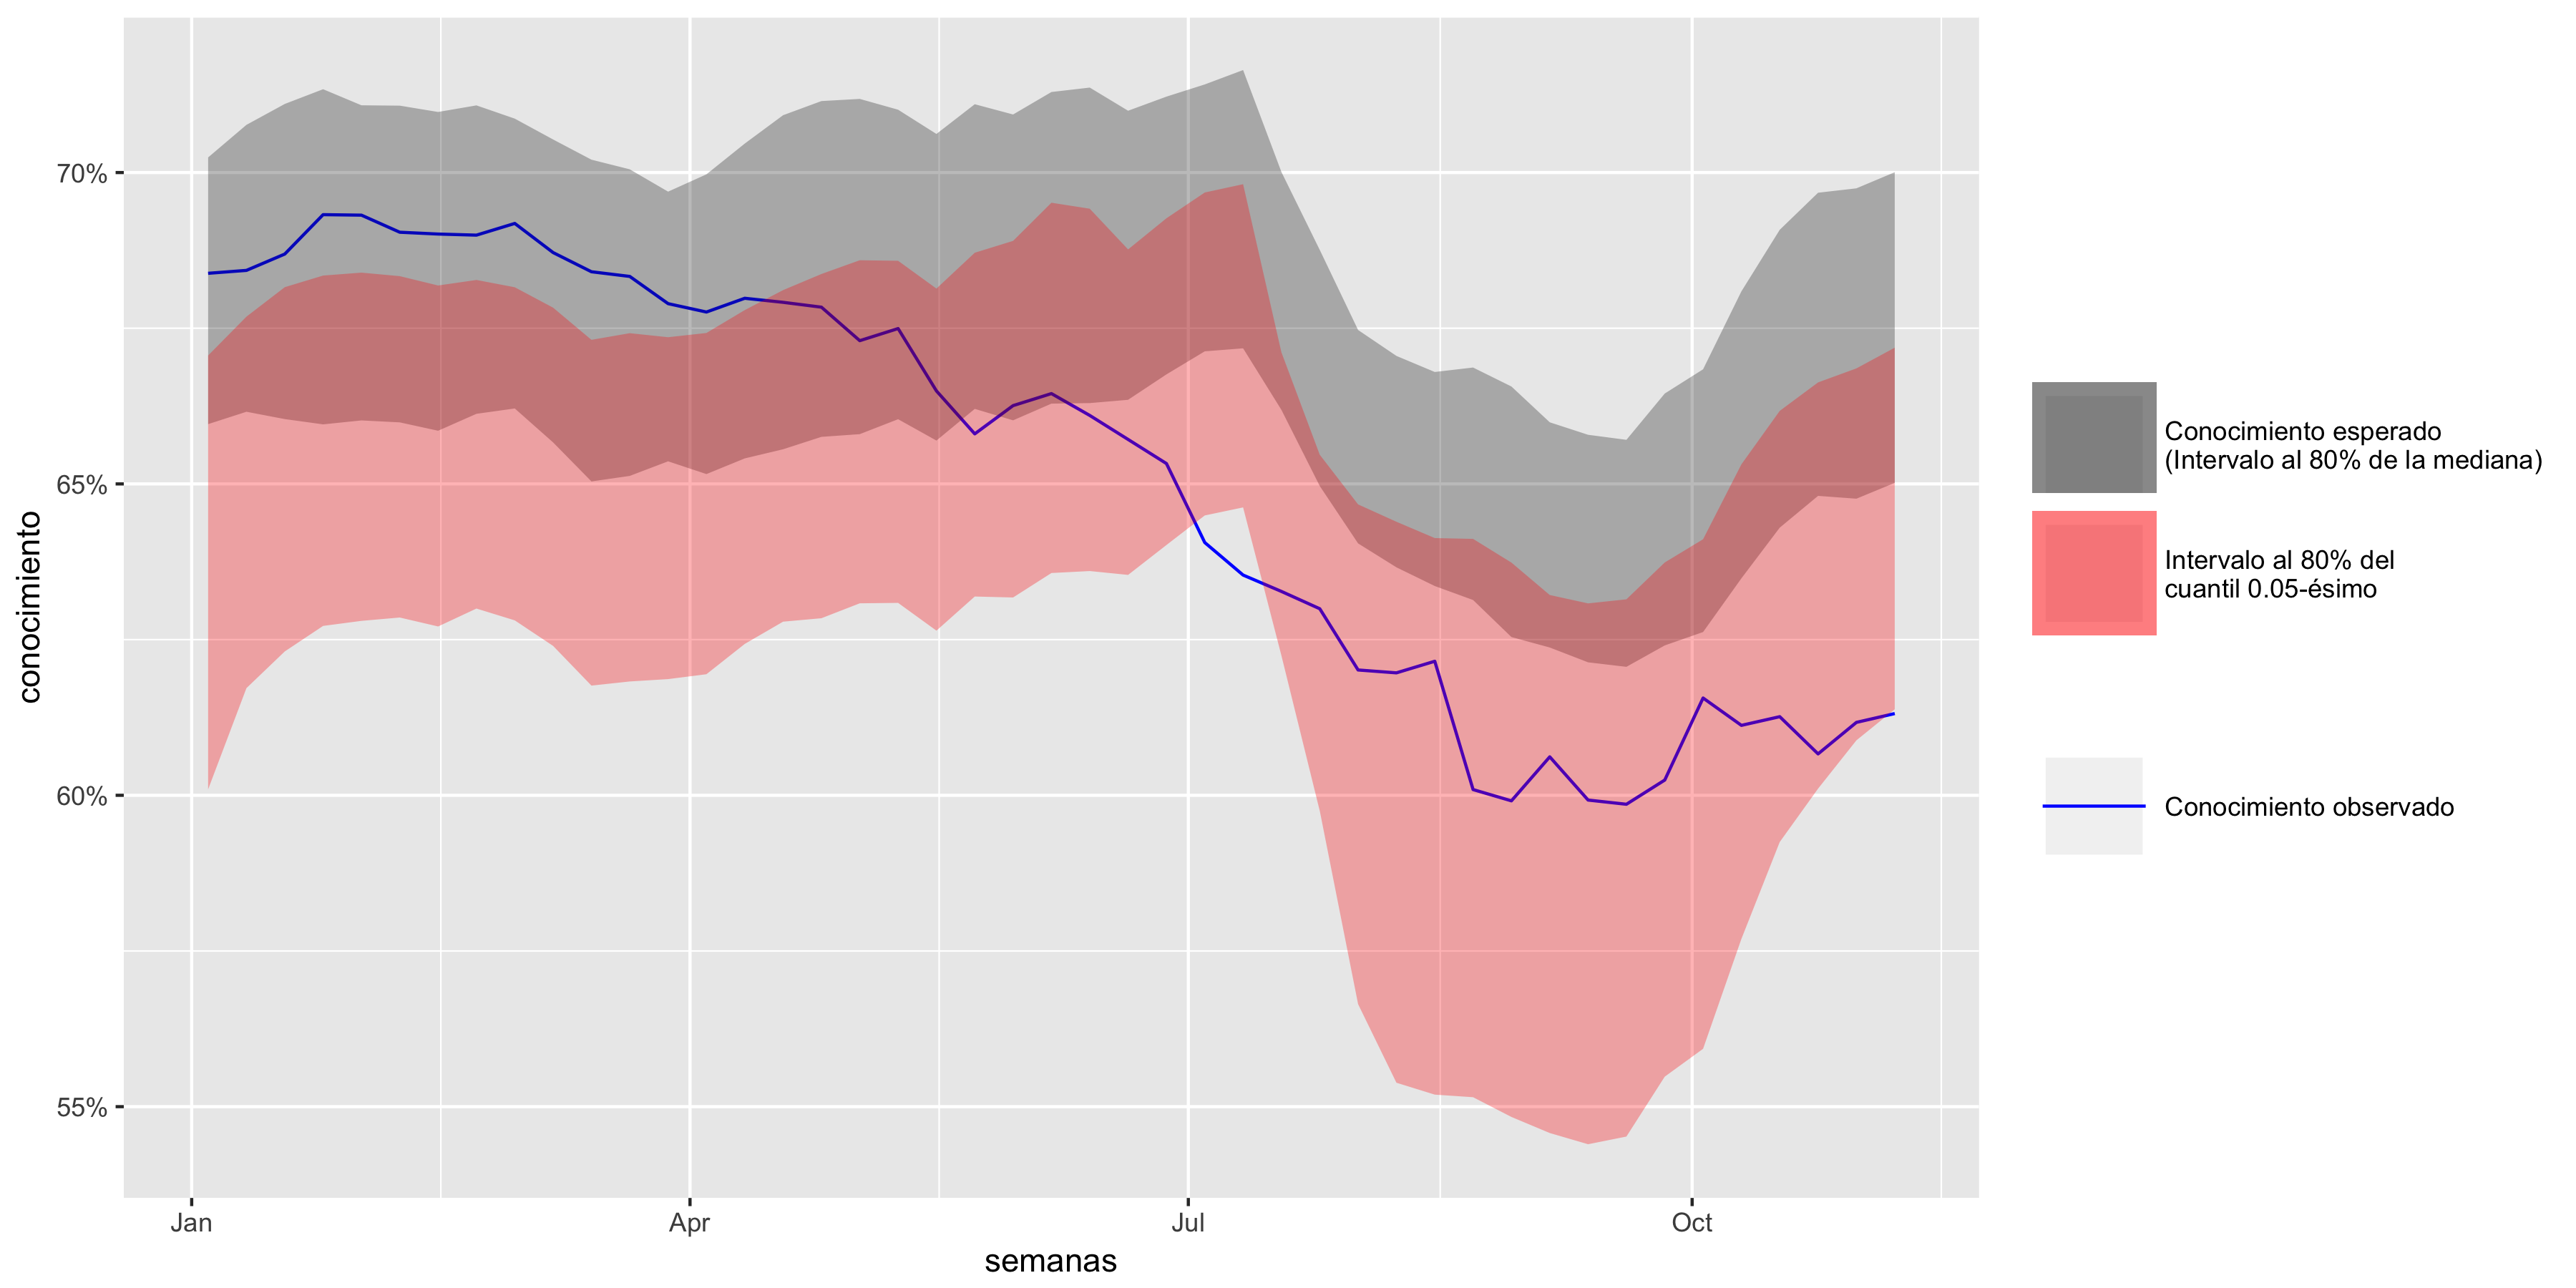 70%
65%
60%
55%
conocimiento
Jan
Apr
Jul
Oct
semanas
Conocimiento esperado
(Intervalo al 80% de la mediana)
Intervalo al 80% del
cuantil 0.05-ésimo
Conocimiento observado